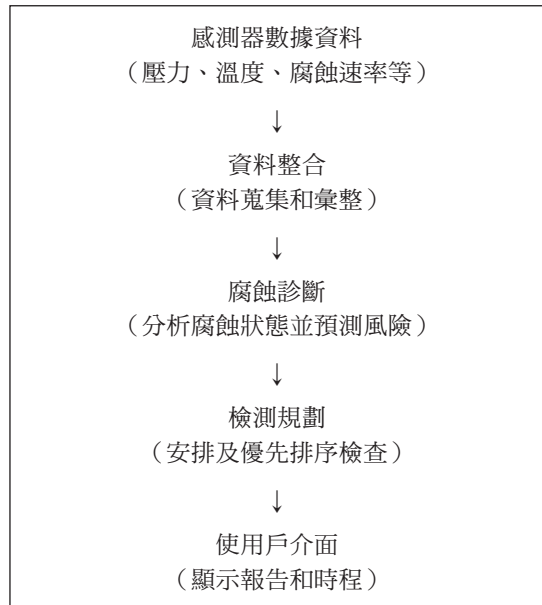 感測器數據資料
（壓力、溫度、腐蝕速率等）
↓
資料整合
（資料蒐集和彙整）
↓
腐蝕診斷
（分析腐蝕狀態並預測風險）
↓
檢測規劃
（安排及優先排序檢查）
↓
使用戶介面
（顯示報告和時程）